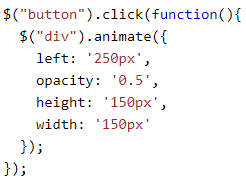 $("button").click(function(){
  $("div").animate({
    left: '250px',
    opacity: '0.5',
    height: '150px',
    width: '150px'
  });
});